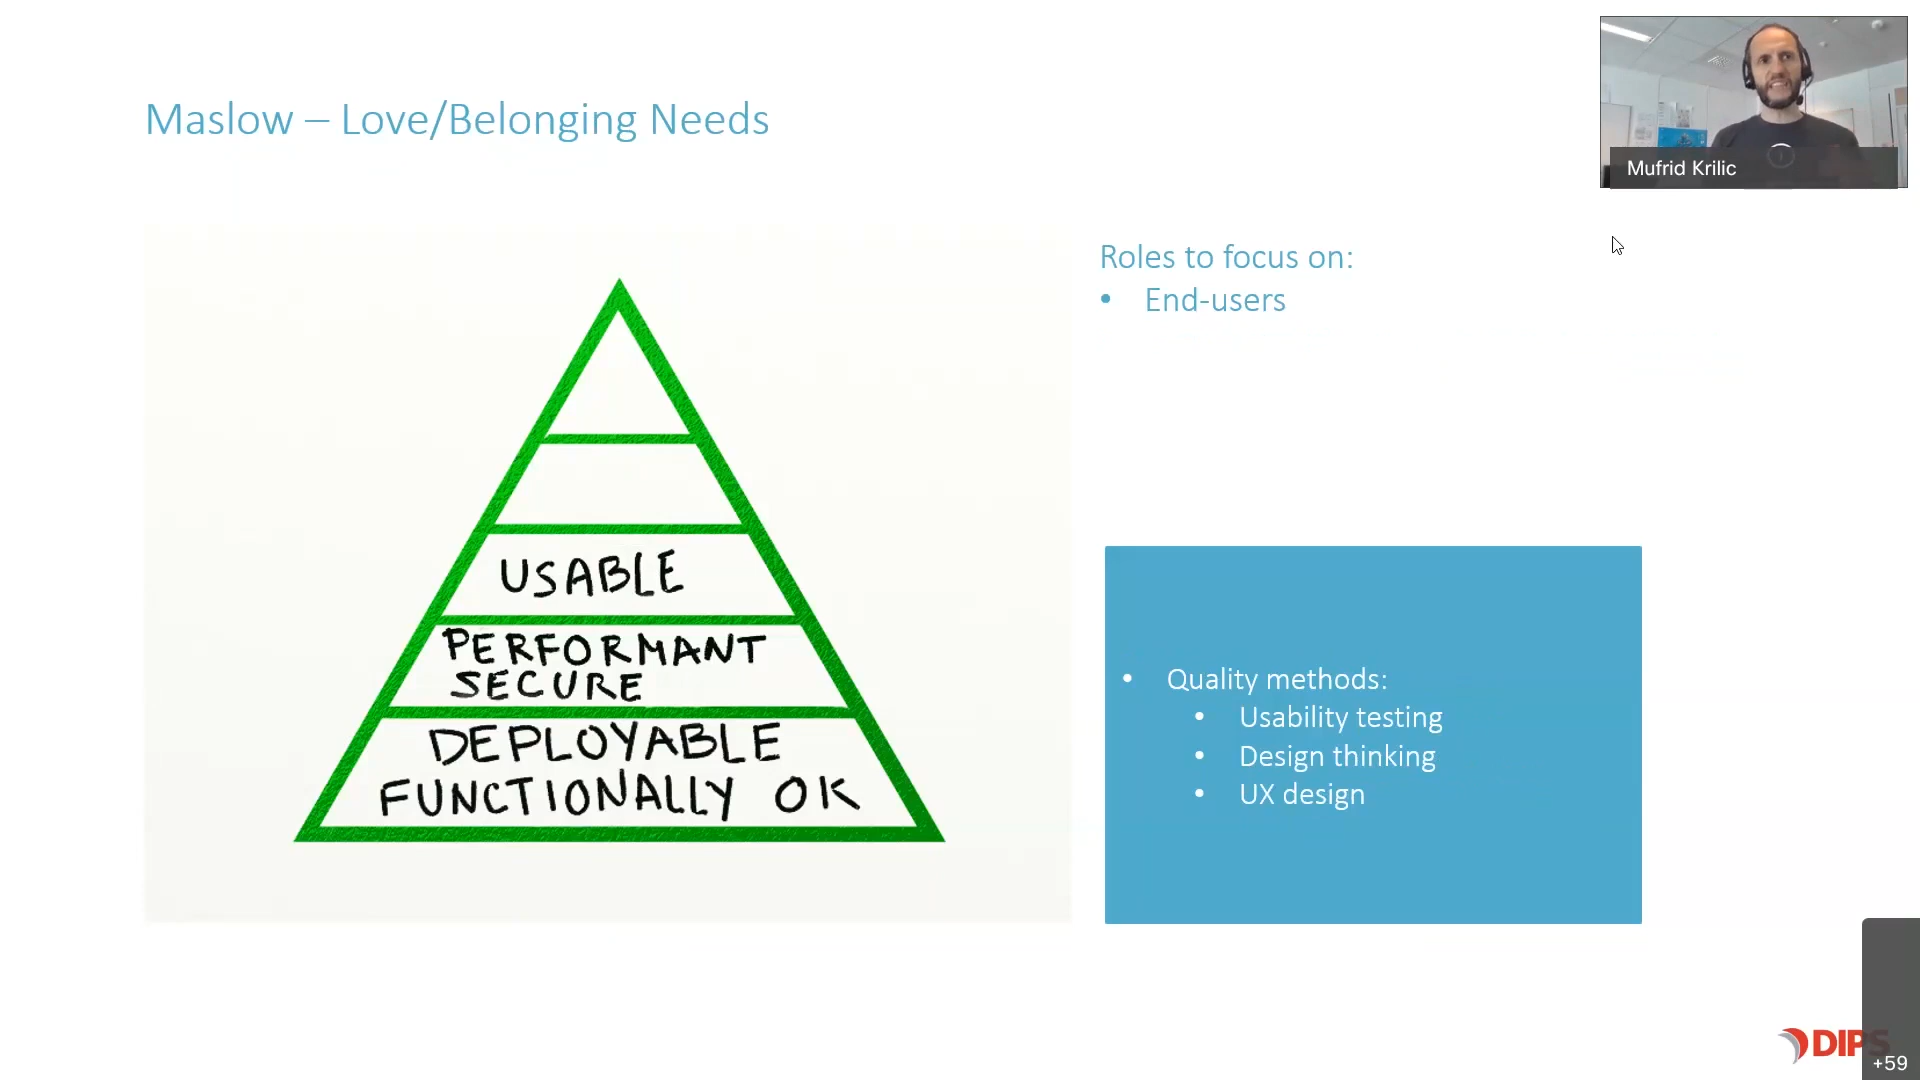 Maslow – Love/Belonging Needs
Mufrid Krilic
Roles to focus on:
• End-users
USABLE
PERFORMANT
SECURE
DEPLOYABLE
FUNCTIONALLY OK
• Quality methods:
• Usability testing
• Design thinking
• UX design
DIPS
+59